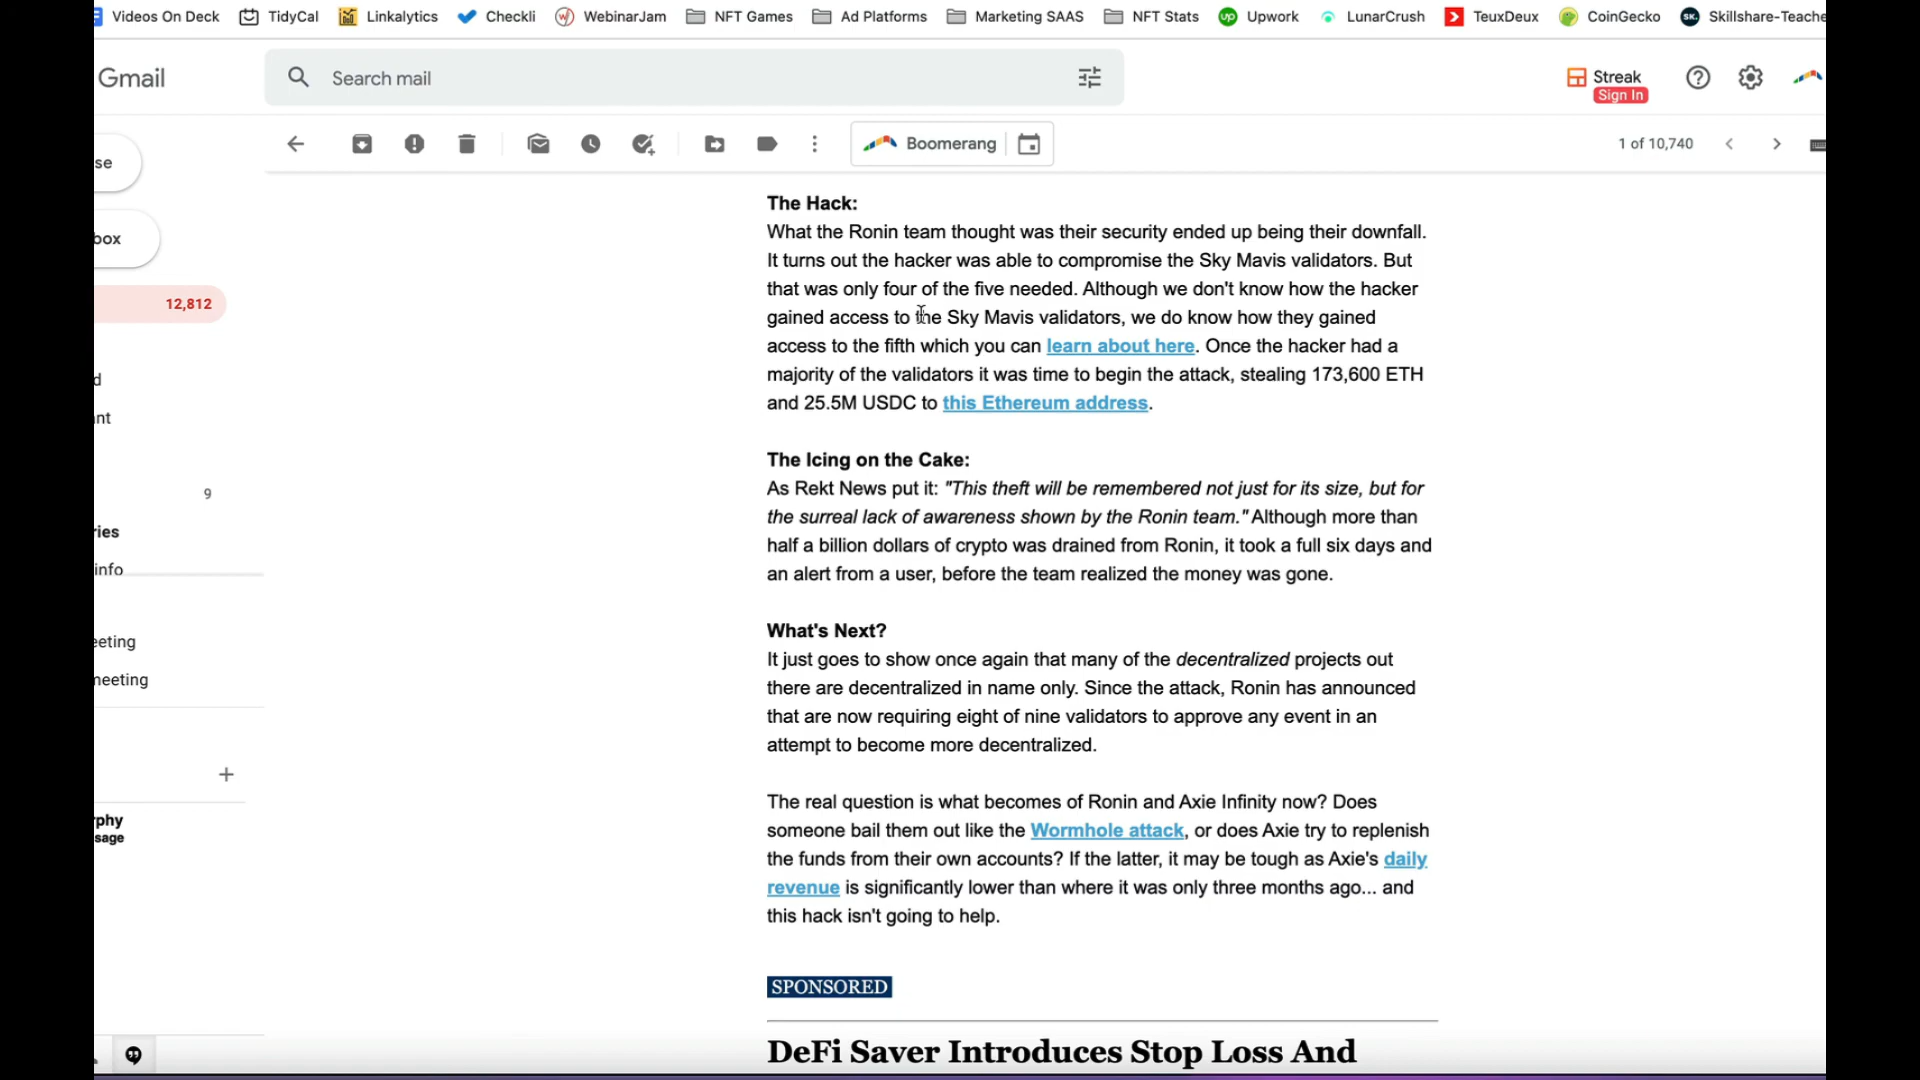 Videos On Deck TidyCal Linkalytics Checkli WebinarJam NFT Games Ad Platforms Marketing SAAS NFT Stats Upwork LunarCrush TeuxDeux CoinGecko Skillshare-Teache
Gmail Search mail Streak
Sign In
Boomerang 1 of 10,740
se
box
12,812
d
ant
9
ries
info
eeting
neeting
rphy
sage
The Hack:
What the Ronin team thought was their security ended up being their downfall.
It turns out the hacker was able to compromise the Sky Mavis validators. But
that was only four of the five needed. Although we don't know how the hacker
gained access to the Sky Mavis validators, we do know how they gained
access to the fifth which you can learn about here. Once the hacker had a
majority of the validators it was time to begin the attack, stealing 173,600 ETH
and 25.5M USDC to this Ethereum address.
The Icing on the Cake:
As Rekt News put it: "This theft will be remembered not just for its size, but for
the surreal lack of awareness shown by the Ronin team." Although more than
half a billion dollars of crypto was drained from Ronin, it took a full six days and
an alert from a user, before the team realized the money was gone.
What's Next?
It just goes to show once again that many of the decentralized projects out
there are decentralized in name only. Since the attack, Ronin has announced
that are now requiring eight of nine validators to approve any event in an
attempt to become more decentralized.
The real question is what becomes of Ronin and Axie Infinity now? Does
someone bail them out like the Wormhole attack, or does Axie try to replenish
the funds from their own accounts? If the latter, it may be tough as Axie's daily
revenue is significantly lower than where it was only three months ago... and
this hack isn't going to help.
SPONSORED
DeFi Saver Introduces Stop Loss And